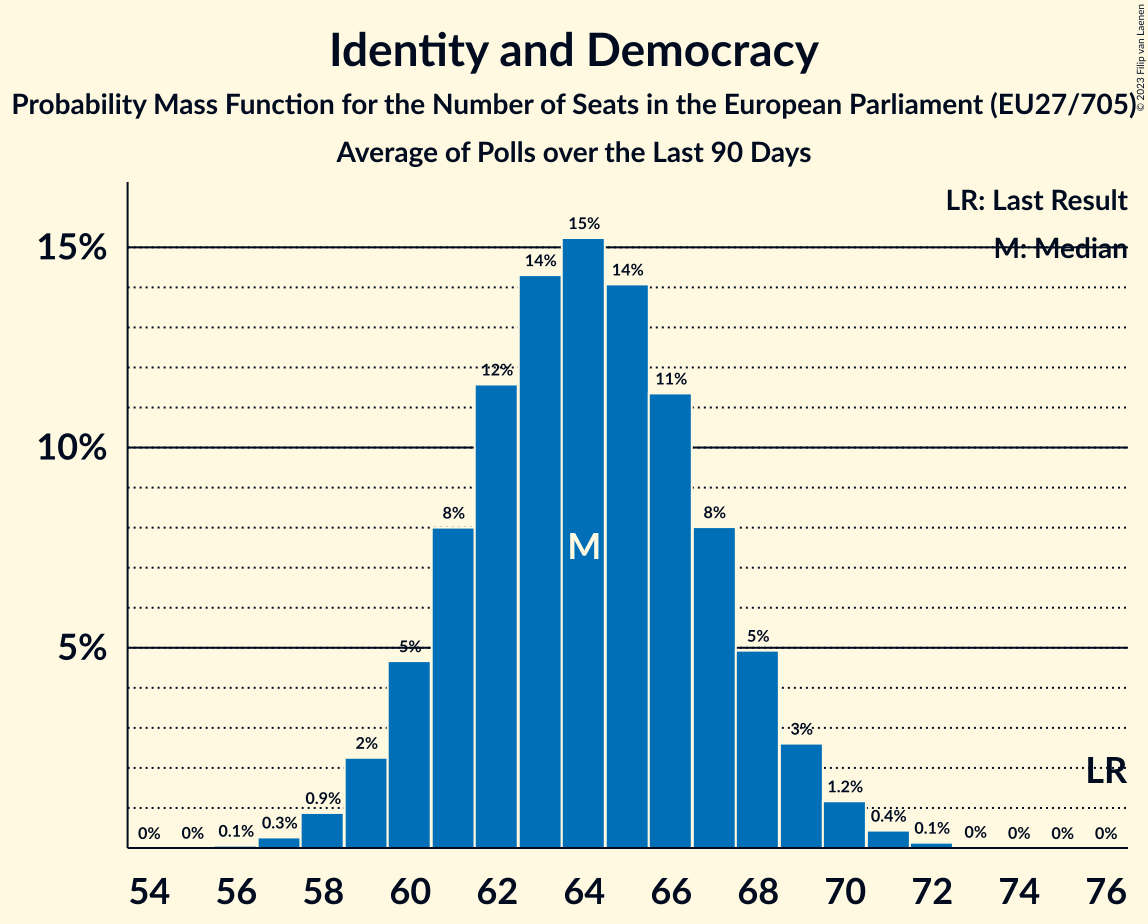 Identity and Democracy
Probability Mass Function for the Number of Seats in the European Parliament (EU27/705)
Average of Polls over the Last 90 Days
© 2023 Filip van Laenen
LR: Last Result
M: Median
15%
10%
5%
0%
0%
0.1%
0.3%
0.9%
2%
5%
8%
12%
14%
15%
14%
11%
8%
5%
3%
1.2%
0.4%
0.1%
0%
0%
0%
0%
M
LR
54 56 58 60 62 64 66 68 70 72 74 76